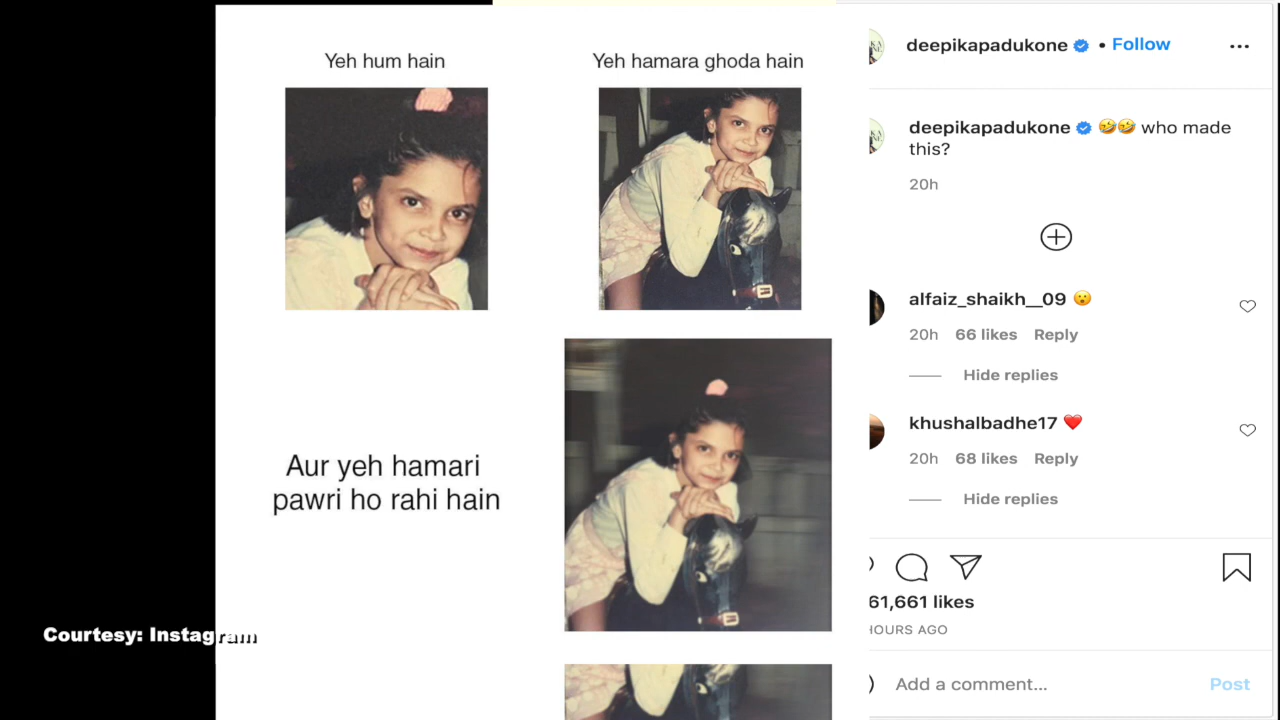 Yeh hum hain
Yeh hamara ghoda hain
Aur yeh hamari
pawri ho rahi hain
Courtesy: Instagram
deepikapadukone • Follow
deepikapadukone 🤣🤣 who made
this?
20h
alfaiz_shaikh__09 😮
20h 66 likes Reply
Hide replies
khushalbadhe17 ❤️
20h 68 likes Reply
Hide replies
61,661 likes
HOURS AGO
Add a comment... Post